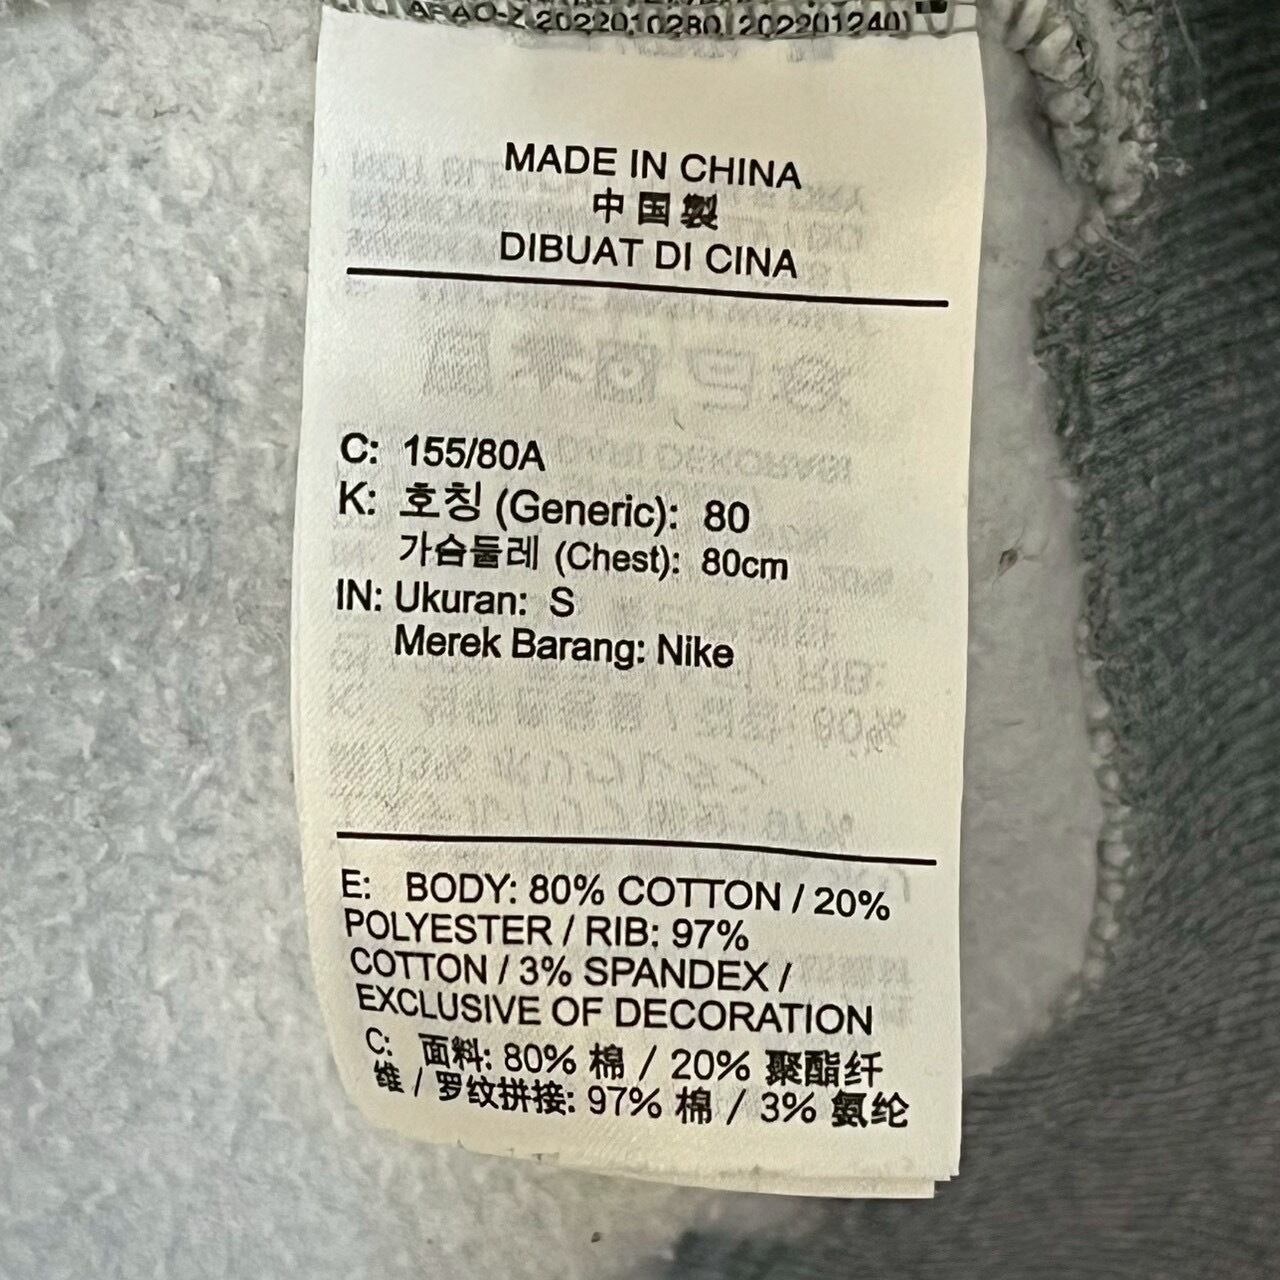 2022010280, 2022012401
MADE IN CHINA
中国製
DIBUAT DI CINA
C: 155/80A
K: 호칭 (Generic): 80
가슴둘레 (Chest): 80cm
IN: Ukuran: S
Merek Barang: Nike
E: BODY: 80% COTTON / 20%
POLYESTER / RIB: 97%
COTTON / 3% SPANDEX /
EXCLUSIVE OF DECORATION
C: 面料: 80% 棉 / 20% 聚酯纤
维 / 罗纹拼接: 97% 棉 / 3% 氨纶